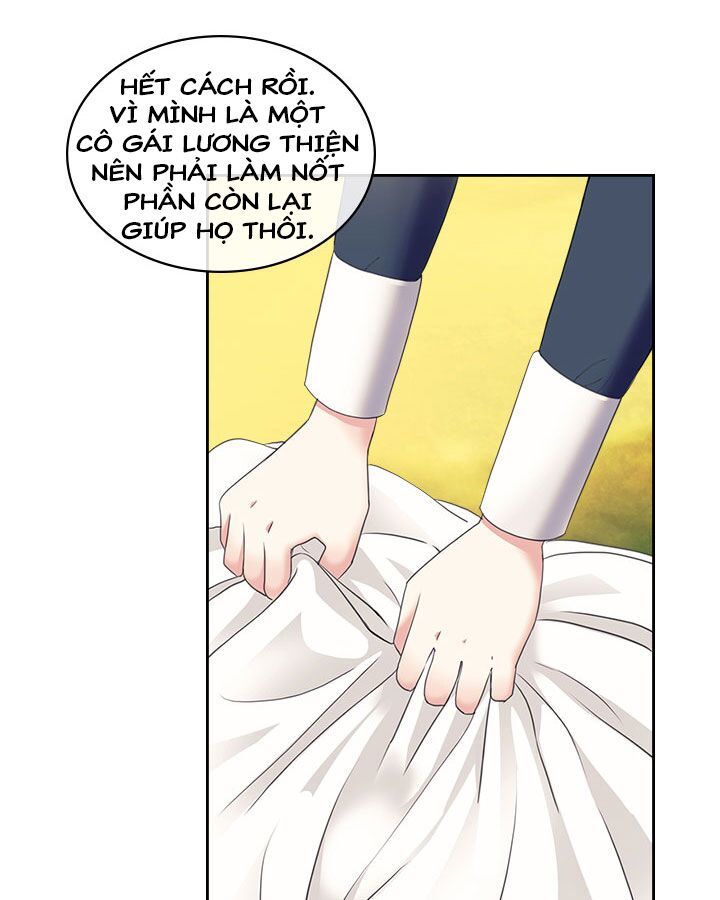 HẾT CÁCH RỒI.
VÌ MÌNH LÀ MỘT
CÔ GÁI LƯƠNG THIỆN
NÊN PHẢI LÀM NỐT
PHẦN CÒN LẠI
GIÚP HỌ THÔI.